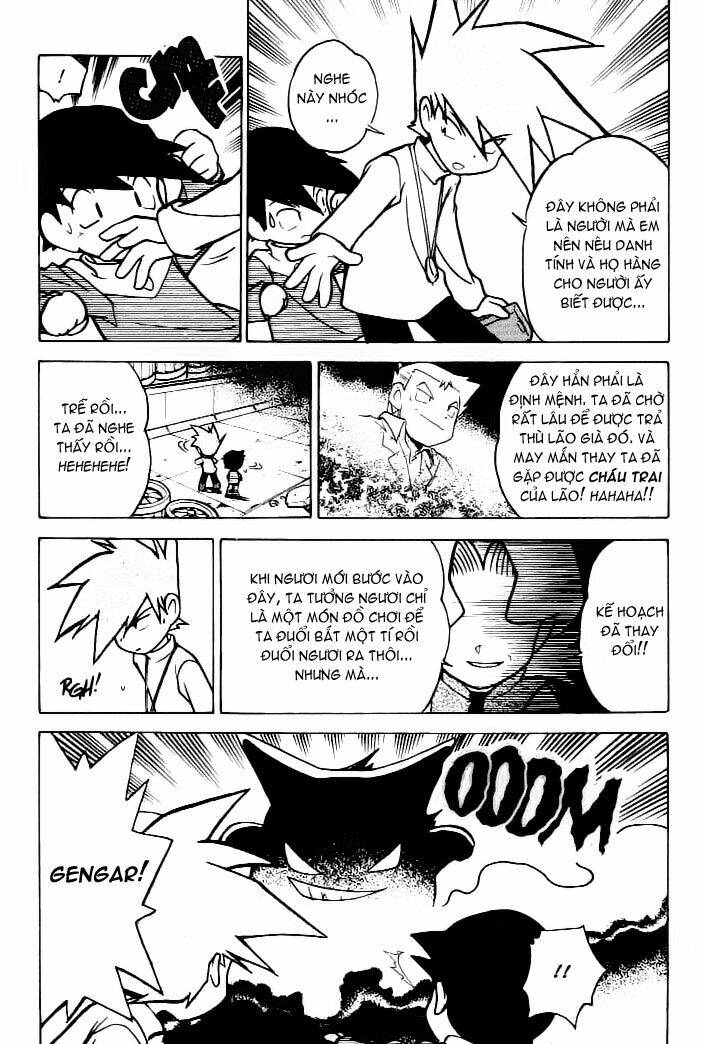 !
NGHE
NÀY NHÓC
...
ĐÂY KHÔNG PHẢI
LÀ NGƯỜI MÀ EM
NÊN NÊU DANH
TÍNH VÀ HỌ HÀNG
CHO NGƯỜI ẤY
BIẾT ĐƯỢC...
TRỄ RỒI...
TA ĐÃ NGHE
THẤY RỒI...
HEHEHEHE!
ĐÂY HẲN PHẢI LÀ
ĐỊNH MỆNH. TA ĐÃ CHỜ
RẤT LÂU ĐỂ ĐƯỢC TRẢ
THÙ LÃO GIÀ ĐÓ. VÀ
MAY MẮN THAY TA ĐÃ
GẶP ĐƯỢC CHÁU TRAI
CỦA LÃO! HAHAHA!!
RGH!
KHI NGƯƠI MỚI BƯỚC VÀO
ĐÂY, TA TƯỞNG NGƯƠI CHỈ
LÀ MỘT MÓN ĐỒ CHƠI ĐỂ
TA ĐUỔI BẮT MỘT TÍ RỒI
ĐUỔI NGƯƠI RA THÔI...
NHƯNG MÀ...
KẾ HOẠCH
ĐÃ THAY
ĐỔI!!
OOOM
GENGAR!
!!